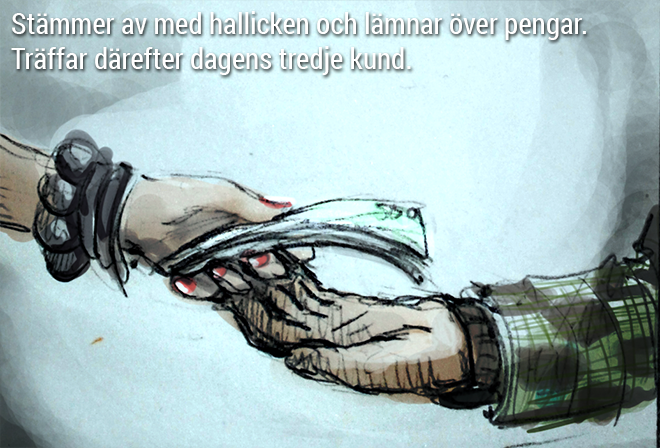 Stämmer av med hallicken och lämnar över pengar.
Träffar därefter dagens tredje kund.